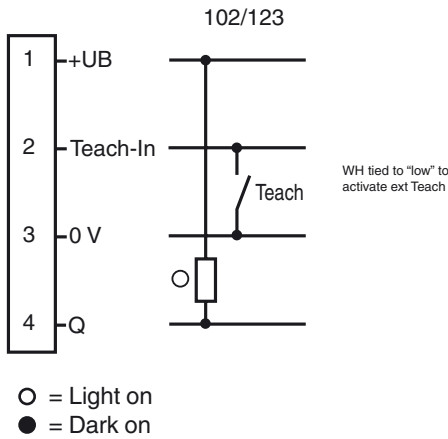 102/123
1 +UB
2 Teach-In
WH tied to “low” to
activate ext Teach
Teach
3 0 V
4 Q
= Light on
= Dark on